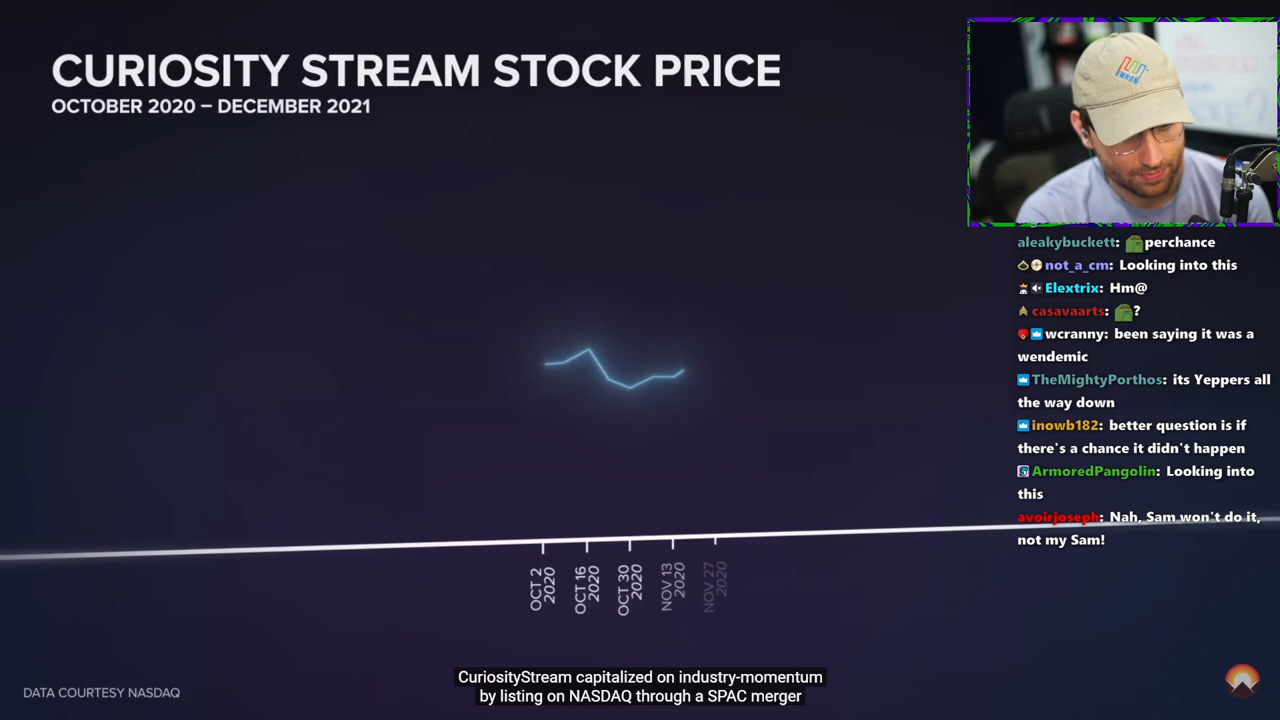 CURIOSITY STREAM STOCK PRICE
OCTOBER 2020 – DECEMBER 2021
ENRON
aleakybuckett: perchance
not_a_cm: Looking into this
Elextrix: Hm@
casavaarts: ?
wcranny: been saying it was a
wendemic
TheMightyPorthos: its Yeppers all
the way down
inowb182: better question is if
there's a chance it didn't happen
ArmoredPangolin: Looking into
this
avoirjoseph: Nah, Sam won't do it,
not my Sam!
OCT 2
2020
OCT 16
2020
OCT 30
2020
NOV 13
2020
NOV 27
2020
CuriosityStream capitalized on industry-momentum
by listing on NASDAQ through a SPAC merger
DATA COURTESY NASDAQ